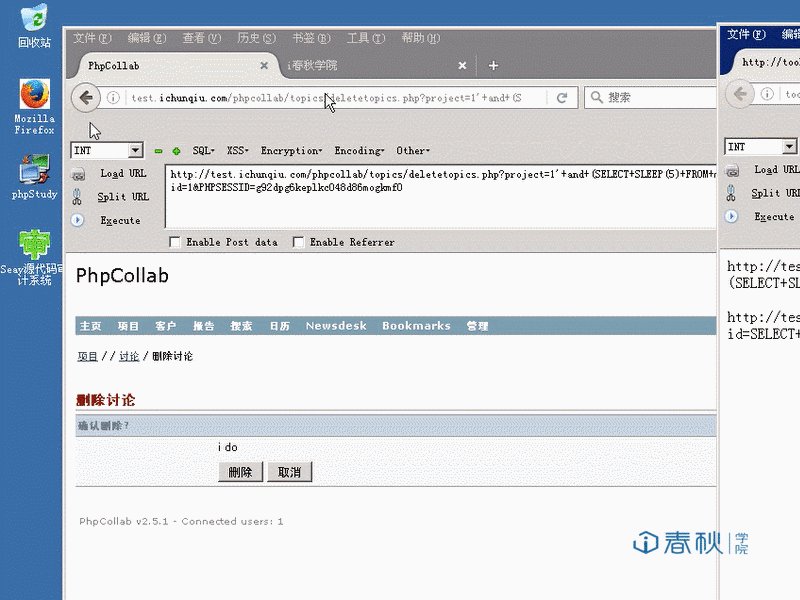 回收站
Mozilla
Firefox
phpStudy
Seay源代码审
计系统
文件(F) 编辑(E) 查看(V) 历史(S) 书签(B) 工具(T) 帮助(H)
PhpCollab
i春秋学院
test.ichunqiu.com/phpcollab/topics/deletetopics.php?project=1'+and+(S
搜索
INT
SQL XSS Encryption Encoding Other
Load URL
Split URL
Execute
http://test.ichunqiu.com/phpcollab/topics/deletetopics.php?project=1'+and+(SELECT+SLEEP(5)+FROM+
Enable Post data Enable Referrer
PhpCollab
主页 项目 客户 报告 搜索 日历 Newsdesk Bookmarks 管理
项目 / / 讨论 / 删除讨论
删除讨论
确认删除?
i do
删除 取消
PhpCollab v2.5.1 - Connected users: 1
文件(F) 编辑
http://too
INT
Load URL
Split URL
Execute
http://tes
(SELECT+SL
http://tes
id=SELECT+
春秋 学院